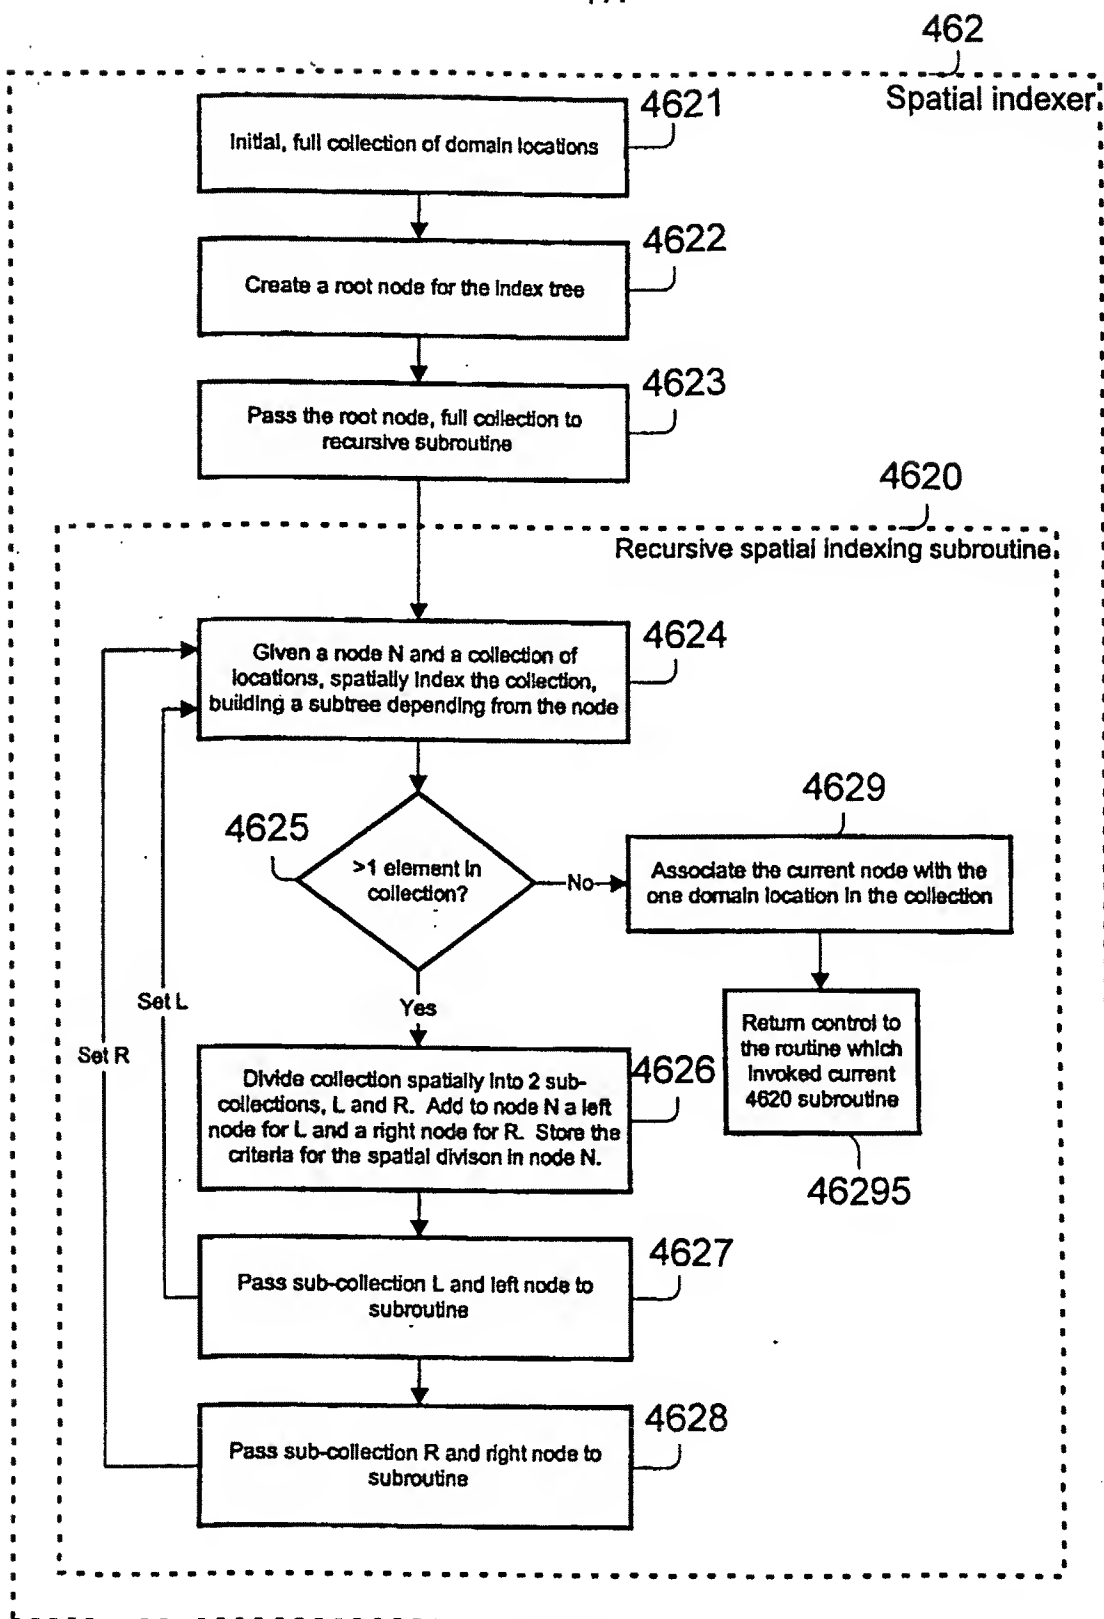 462
Spatial indexer
4621
Initial, full collection of domain locations
4622
Create a root node for the index tree
4623
Pass the root node, full collection to
recursive subroutine
4620
Recursive spatial indexing subroutine
4624
Given a node N and a collection of
locations, spatially index the collection,
building a subtree depending from the node
4625
>1 element in
collection?
No
4629
Associate the current node with the
one domain location in the collection
Yes
Set L
Set R
Return control to
the routine which
invoked current
4620 subroutine
46295
4626
Divide collection spatially into 2 sub-
collections, L and R. Add to node N a left
node for L and a right node for R. Store the
criteria for the spatial divison in node N.
4627
Pass sub-collection L and left node to
subroutine
4628
Pass sub-collection R and right node to
subroutine